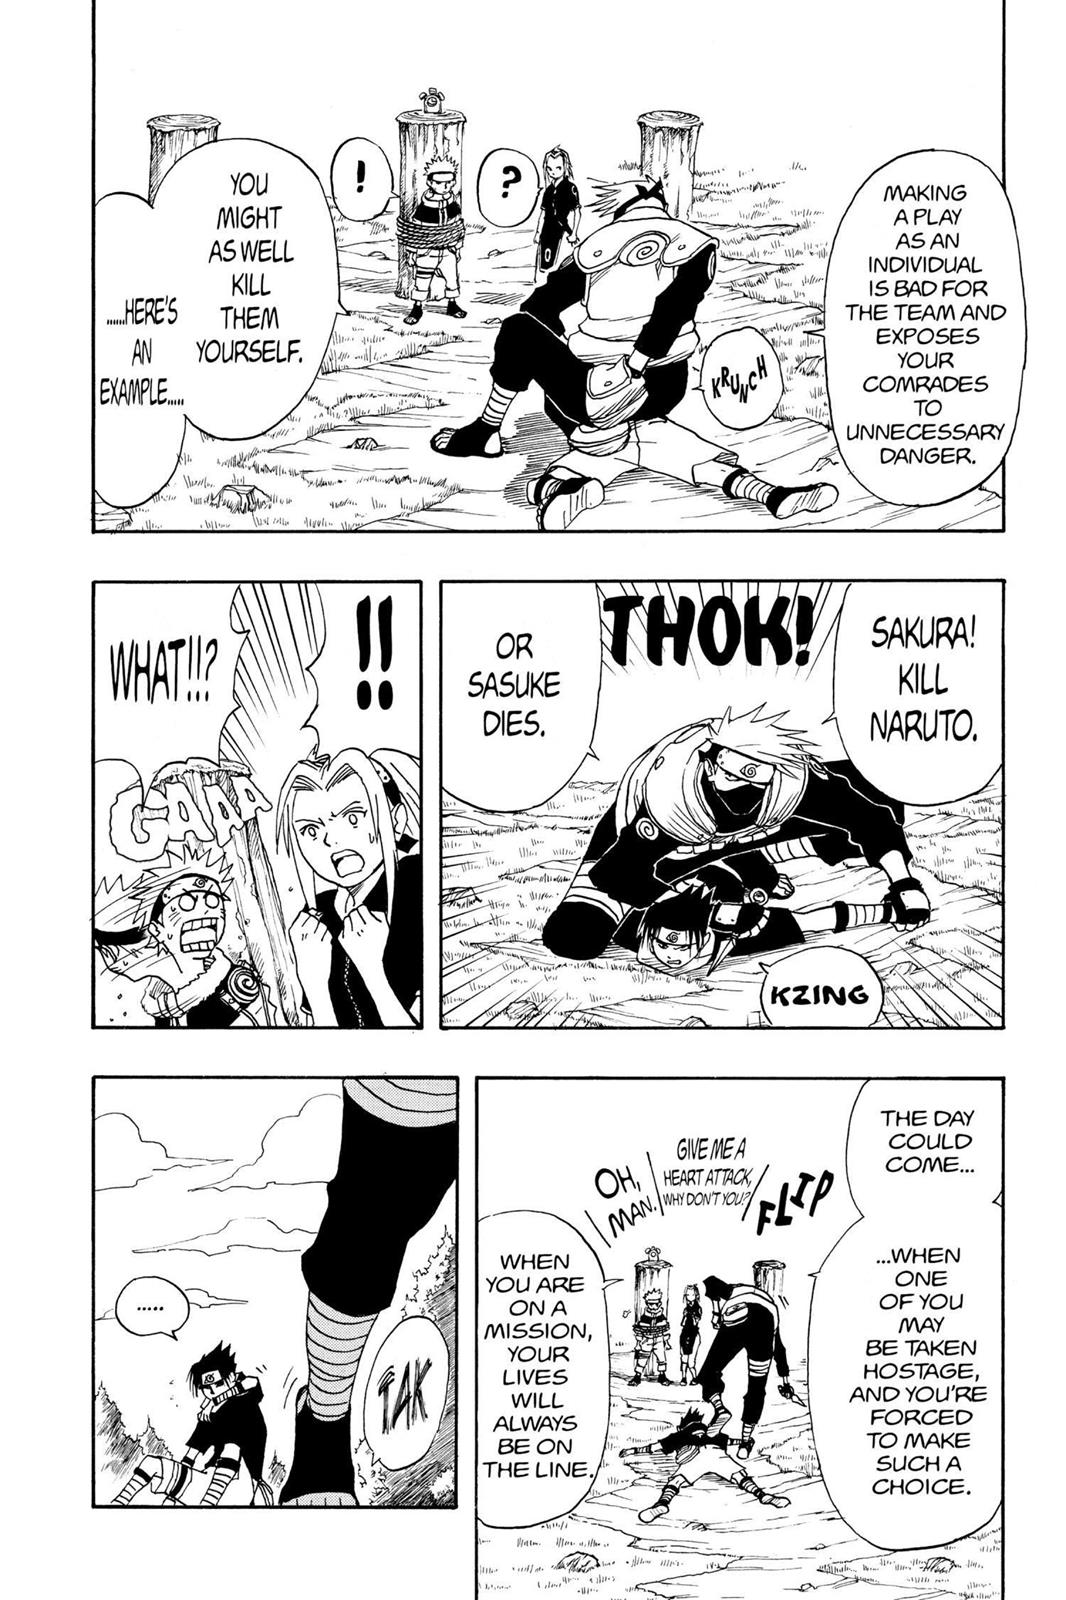 MAKING
A PLAY
AS AN
INDIVIDUAL
IS BAD FOR
THE TEAM AND
EXPOSES
YOUR
COMRADES
TO
UNNECESSARY
DANGER.
KRUNCH
?
!
YOU
MIGHT
AS WELL
KILL
THEM
YOURSELF.
......HERE'S
AN
EXAMPLE.....
SAKURA!
KILL
NARUTO.
THOK!
OR
SASUKE
DIES.
KZING
!!
WHAT!!?
GAAAA
THE DAY
COULD
COME...
...WHEN
ONE
OF YOU
MAY
BE TAKEN
HOSTAGE,
AND YOU'RE
FORCED
TO MAKE
SUCH A
CHOICE.
FLIP
GIVE ME A
HEART ATTACK,
WHY DON'T YOU?
OH,
MAN.
WHEN
YOU ARE
ON A
MISSION,
YOUR
LIVES
WILL
ALWAYS
BE ON
THE LINE.
TAK
.....